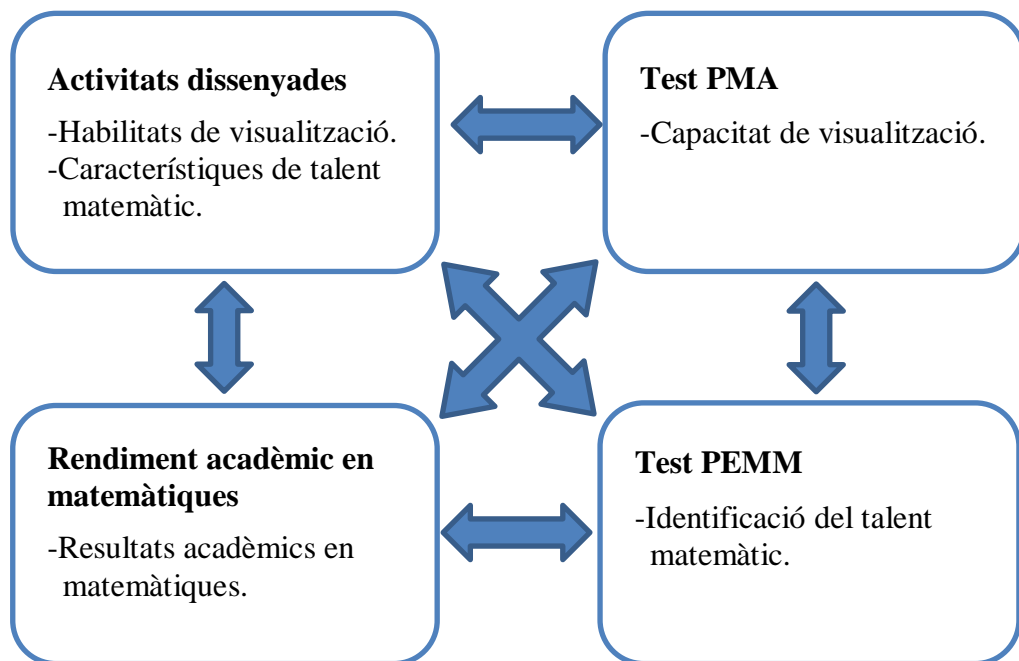 Activitats dissenyades
-Habilitats de visualització.
-Característiques de talent
matemàtic.
Test PMA
-Capacitat de visualització.
Rendiment acadèmic en
matemàtiques
-Resultats acadèmics en
matemàtiques.
Test PEMM
-Identificació del talent
matemàtic.